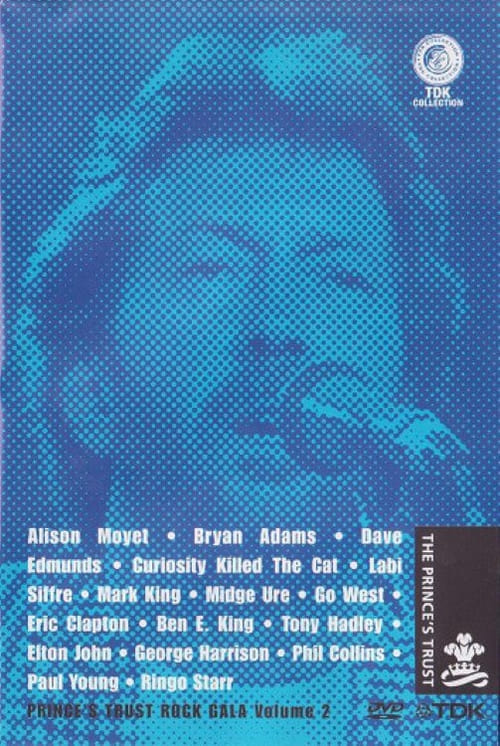 TDK
COLLECTION
Alison Moyet • Bryan Adams • Dave
Edmunds • Curiosity Killed The Cat • Labi
Siffre • Mark King • Midge Ure • Go West •
Eric Clapton • Ben E. King • Tony Hadley •
Elton John • George Harrison • Phil Collins •
Paul Young • Ringo Starr
THE PRINCE'S TRUST
PRINCE'S TRUST ROCK GALA Volume 2
DVD TDK